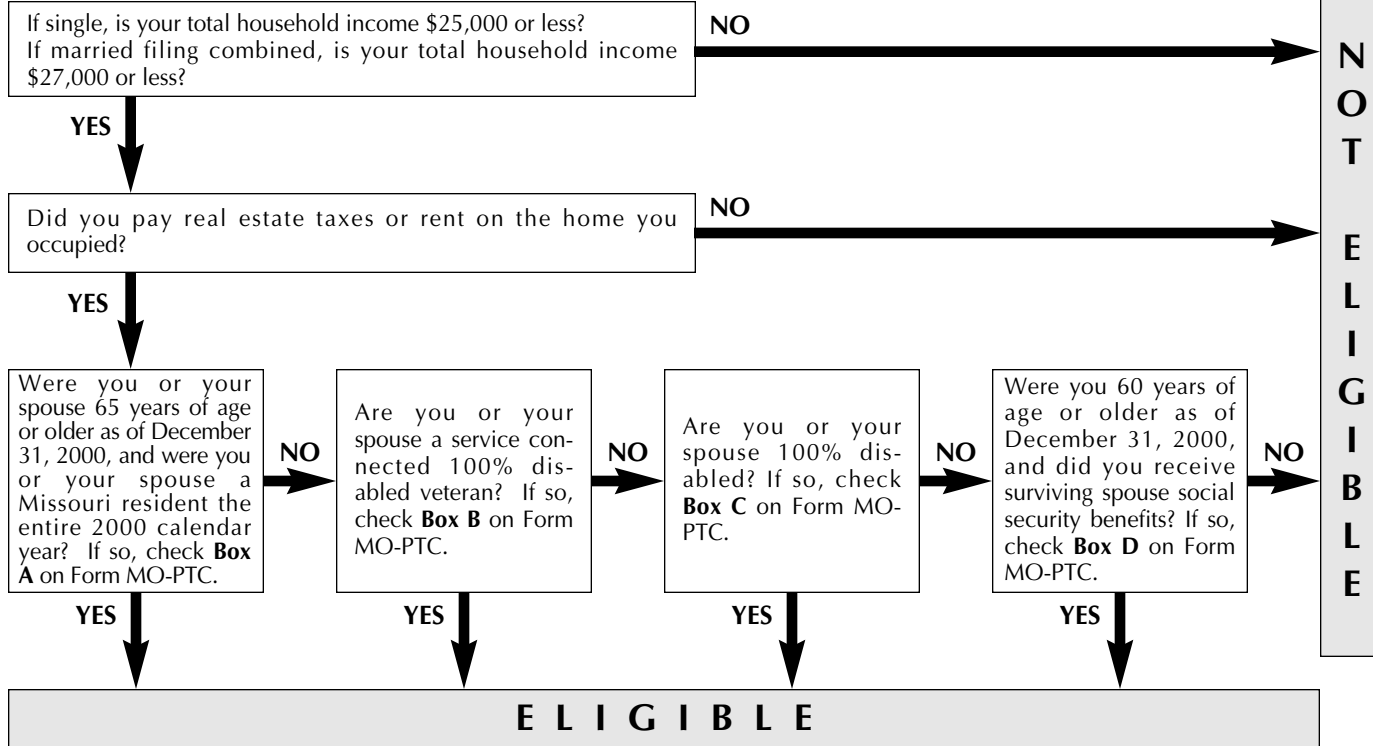 If single, is your total household income $25,000 or less?
If married filing combined, is your total household income
$27,000 or less?
NO
YES
Did you pay real estate taxes or rent on the home you
occupied?
NO
YES
Were you or your
spouse 65 years of age
or older as of December
31, 2000, and were you
or your spouse a
Missouri resident the
entire 2000 calendar
year? If so, check Box
A on Form MO-PTC.
NO
YES
Are you or your
spouse a service con-
nected 100% dis-
abled veteran? If so,
check Box B on Form
MO-PTC.
NO
YES
Are you or your
spouse 100% dis-
abled? If so, check
Box C on Form MO-
PTC.
NO
YES
Were you 60 years of
age or older as of
December 31, 2000,
and did you receive
surviving spouse social
security benefits? If so,
check Box D on Form
MO-PTC.
NO
YES
NOT ELIGIBLE
ELIGIBLE